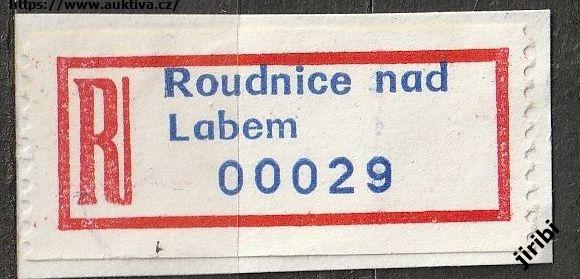 https://www.auktiva.cz/
R
Roudnice nad
Labem
00029
jiribi